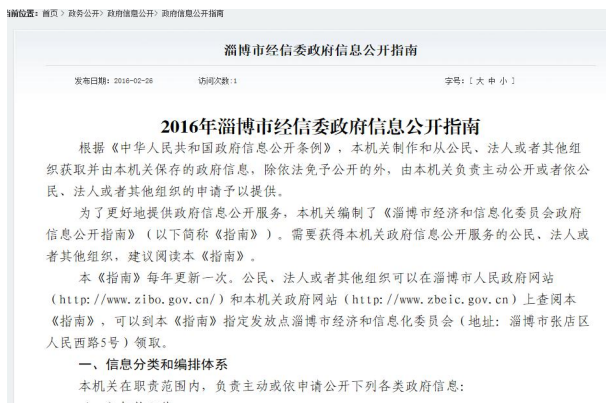 当前位置: 首页 > 政务公开> 政府信息公开> 政府信息公开指南
淄博市经信委政府信息公开指南
发布日期: 2016-02-26 访问次数:1 字号:[ 大 中 小 ]
2016年淄博市经信委政府信息公开指南
根据《中华人民共和国政府信息公开条例》,本机关制作和从公民、法人或者其他组
织获取并由本机关保存的政府信息,除依法免予公开的外,由本机关负责主动公开或者依公
民、法人或者其他组织的申请予以提供。
为了更好地提供政府信息公开服务,本机关编制了《淄博市经济和信息化委员会政府
信息公开指南》(以下简称《指南》)。需要获得本机关政府信息公开服务的公民、法人或
者其他组织,建议阅读本《指南》。
本《指南》每年更新一次。公民、法人或者其他组织可以在淄博市人民政府网站
(http://www.zibo.gov.cn/)和本机关政府网站(http://www.zbeic.gov.cn)上查阅本
《指南》,可以到本《指南》指定发放点淄博市经济和信息化委员会(地址:淄博市张店区
人民西路5号)领取。
一、信息分类和编排体系
本机关在职责范围内,负责主动或依申请公开下列各类政府信息: